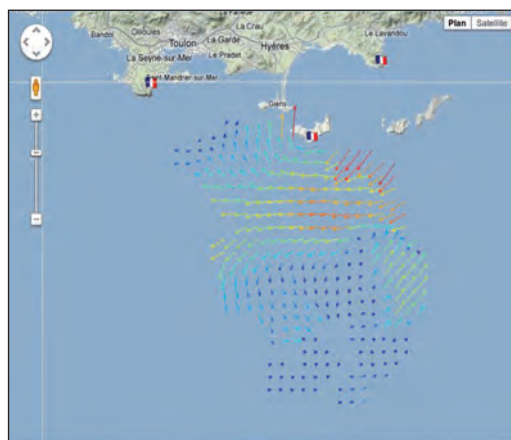 Plan Satellite
La Crau
Le Lavandou
Bandol
Ollioules
Toulon
La Garde
Hyères
Le Pradet
La Seyne-sur-Mer
Saint-Mandrier-sur-Mer
Giens